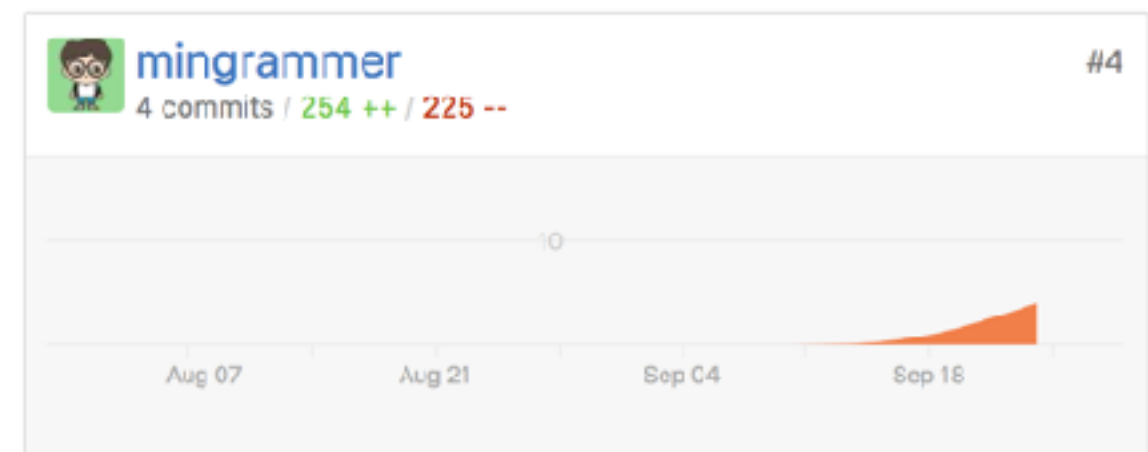 mingrammer
#4
4 commits / 254 ++ / 225 --
10
Aug 07
Aug 21
Sep 04
Sep 18